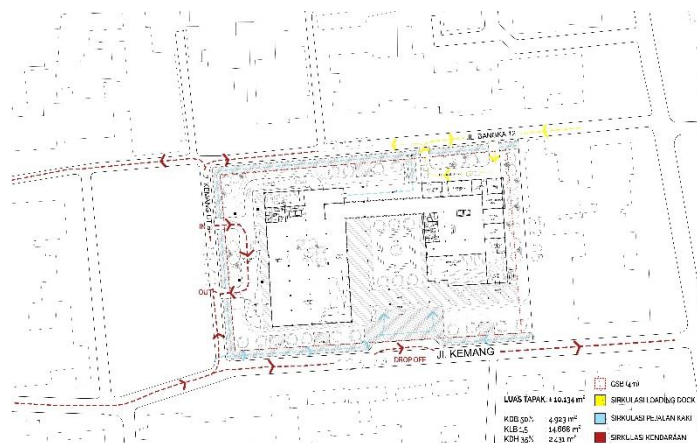 JL. BANGKA 12
IN
OUT
DROP OFF
Jl. KEMANG
LUAS TAPAK: ± 10.134 m²
KDB 50% 4.923 m²
KLB 1,5 14.668 m²
KDH 35% 2.431 m²
GSB (4m)
SIRKULASI LOADING DOCK
SIRKULASI PEJALAN KAKI
SIRKULASI KENDARAAN